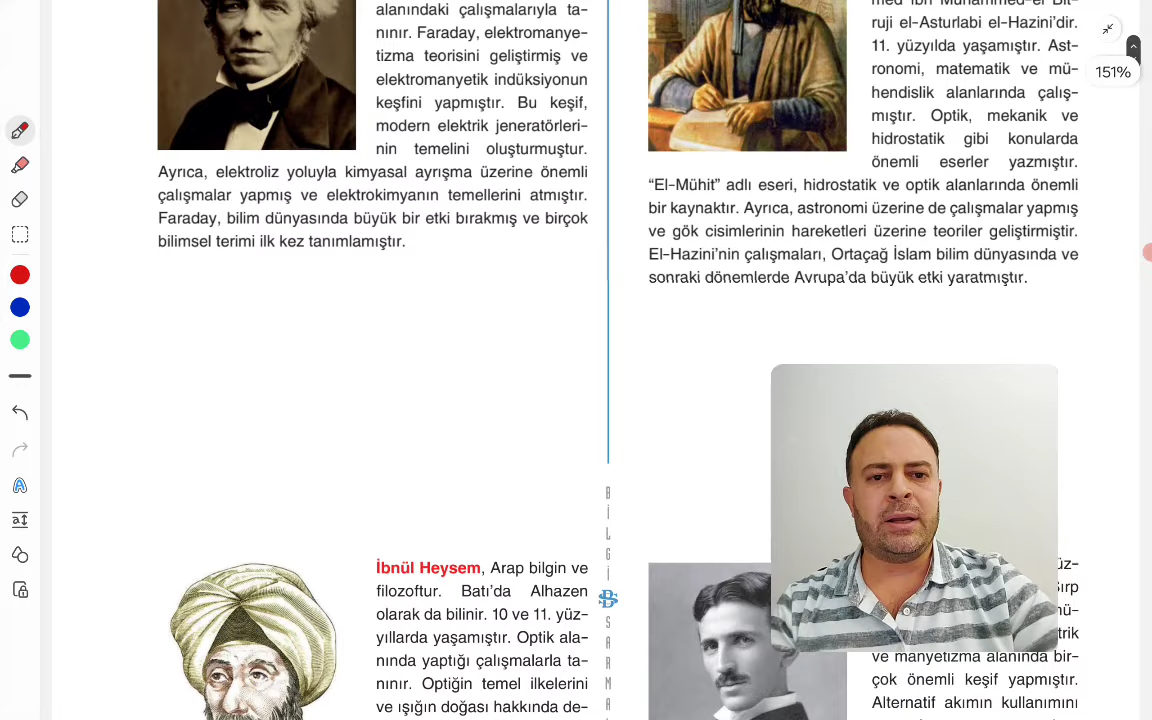 151%
alanındaki çalışmalarıyla ta-
nınır. Faraday, elektromanye-
tizma teorisini geliştirmiş ve
elektromanyetik indüksiyonun
keşfini yapmıştır. Bu keşif,
modern elektrik jeneratörleri-
nin temelini oluşturmuştur.
Ayrıca, elektroliz yoluyla kimyasal ayrışma üzerine önemli
çalışmalar yapmış ve elektrokimyanın temellerini atmıştır.
Faraday, bilim dünyasında büyük bir etki bırakmış ve birçok
bilimsel terimi ilk kez tanımlamıştır.
med İbn Muhammed-el Bit-
ruji el-Asturlabi el-Hazini’dir.
11. yüzyılda yaşamıştır. Ast-
ronomi, matematik ve mü-
hendislik alanlarında çalış-
mıştır. Optik, mekanik ve
hidrostatik gibi konularda
önemli eserler yazmıştır.
“El-Mühit” adlı eseri, hidrostatik ve optik alanlarında önemli
bir kaynaktır. Ayrıca, astronomi üzerine de çalışmalar yapmış
ve gök cisimlerinin hareketleri üzerine teoriler geliştirmiştir.
El-Hazini’nin çalışmaları, Ortaçağ İslam bilim dünyasında ve
sonraki dönemlerde Avrupa’da büyük etki yaratmıştır.
İbnül Heysem, Arap bilgin ve
filozoftur. Batı’da Alhazen
olarak da bilinir. 10 ve 11. yüz-
yıllarda yaşamıştır. Optik ala-
nında yaptığı çalışmalarla ta-
nınır. Optiğin temel ilkelerini
ve ışığın doğası hakkında de-
BİLGİ
SARMA
ve manyetizma alanında bir-
çok önemli keşif yapmıştır.
Alternatif akımın kullanımını